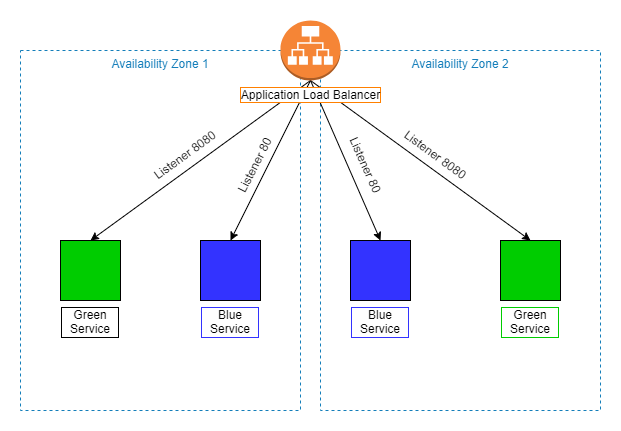 Availability Zone 1
Availability Zone 2
Application Load Balancer
Listener 8080
Listener 80
Listener 80
Listener 8080
Green
Service
Blue
Service
Blue
Service
Green
Service